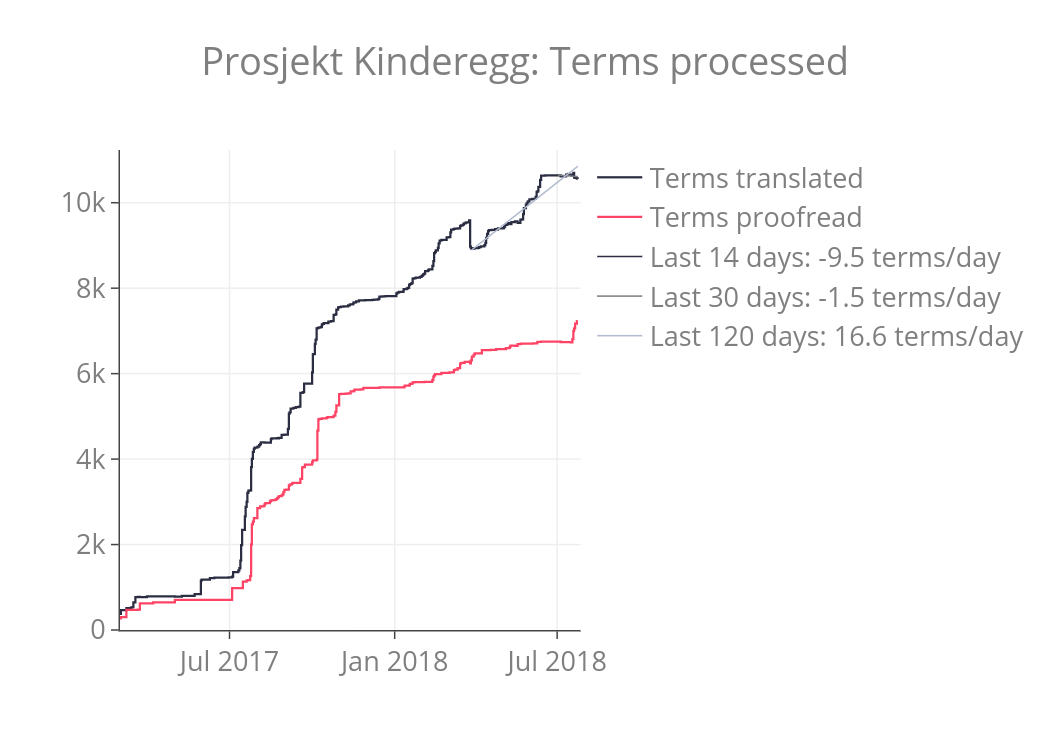 Prosjekt Kinderegg: Terms processed
Terms translated
Terms proofread
Last 14 days: -9.5 terms/day
Last 30 days: -1.5 terms/day
Last 120 days: 16.6 terms/day
10k
8k
6k
4k
2k
0
Jul 2017
Jan 2018
Jul 2018